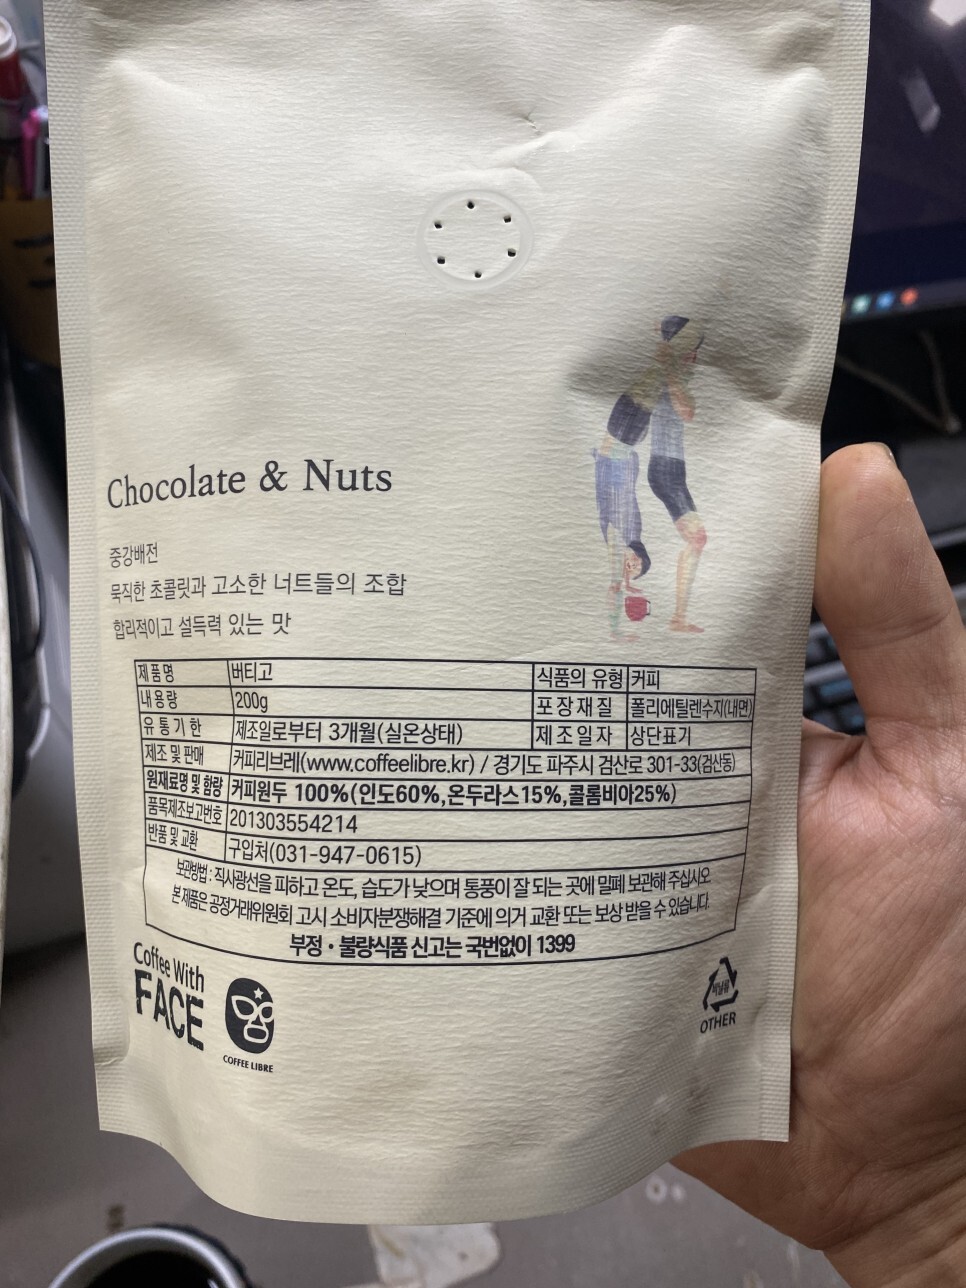 Chocolate & Nuts
중강배전
묵직한 초콜릿과 고소한 너트들의 조합
합리적이고 설득력 있는 맛
제품명 버티고 식품의 유형 커피
내용량 200g 포장재질 폴리에틸렌수지(내면)
유통기한 제조일로부터 3개월(실온상태) 제조일자 상단표기
제조 및 판매 커피리브레(www.coffeelibre.kr) / 경기도 파주시 검산로 301-33(검산동)
원재료명 및 함량 커피원두 100%(인도60%,온두라스15%,콜롬비아25%)
품목제조보고번호 201303554214
반품 및 교환 구입처(031-947-0615)
보관방법 : 직사광선을 피하고 온도, 습도가 낮으며 통풍이 잘 되는 곳에 밀폐 보관해 주십시오
본 제품은 공정거래위원회 고시 소비자분쟁해결 기준에 의거 교환 또는 보상 받을 수 있습니다.
부정 · 불량식품 신고는 국번없이 1399
Coffee With
FACE
COFFEE LIBRE
비닐류
OTHER